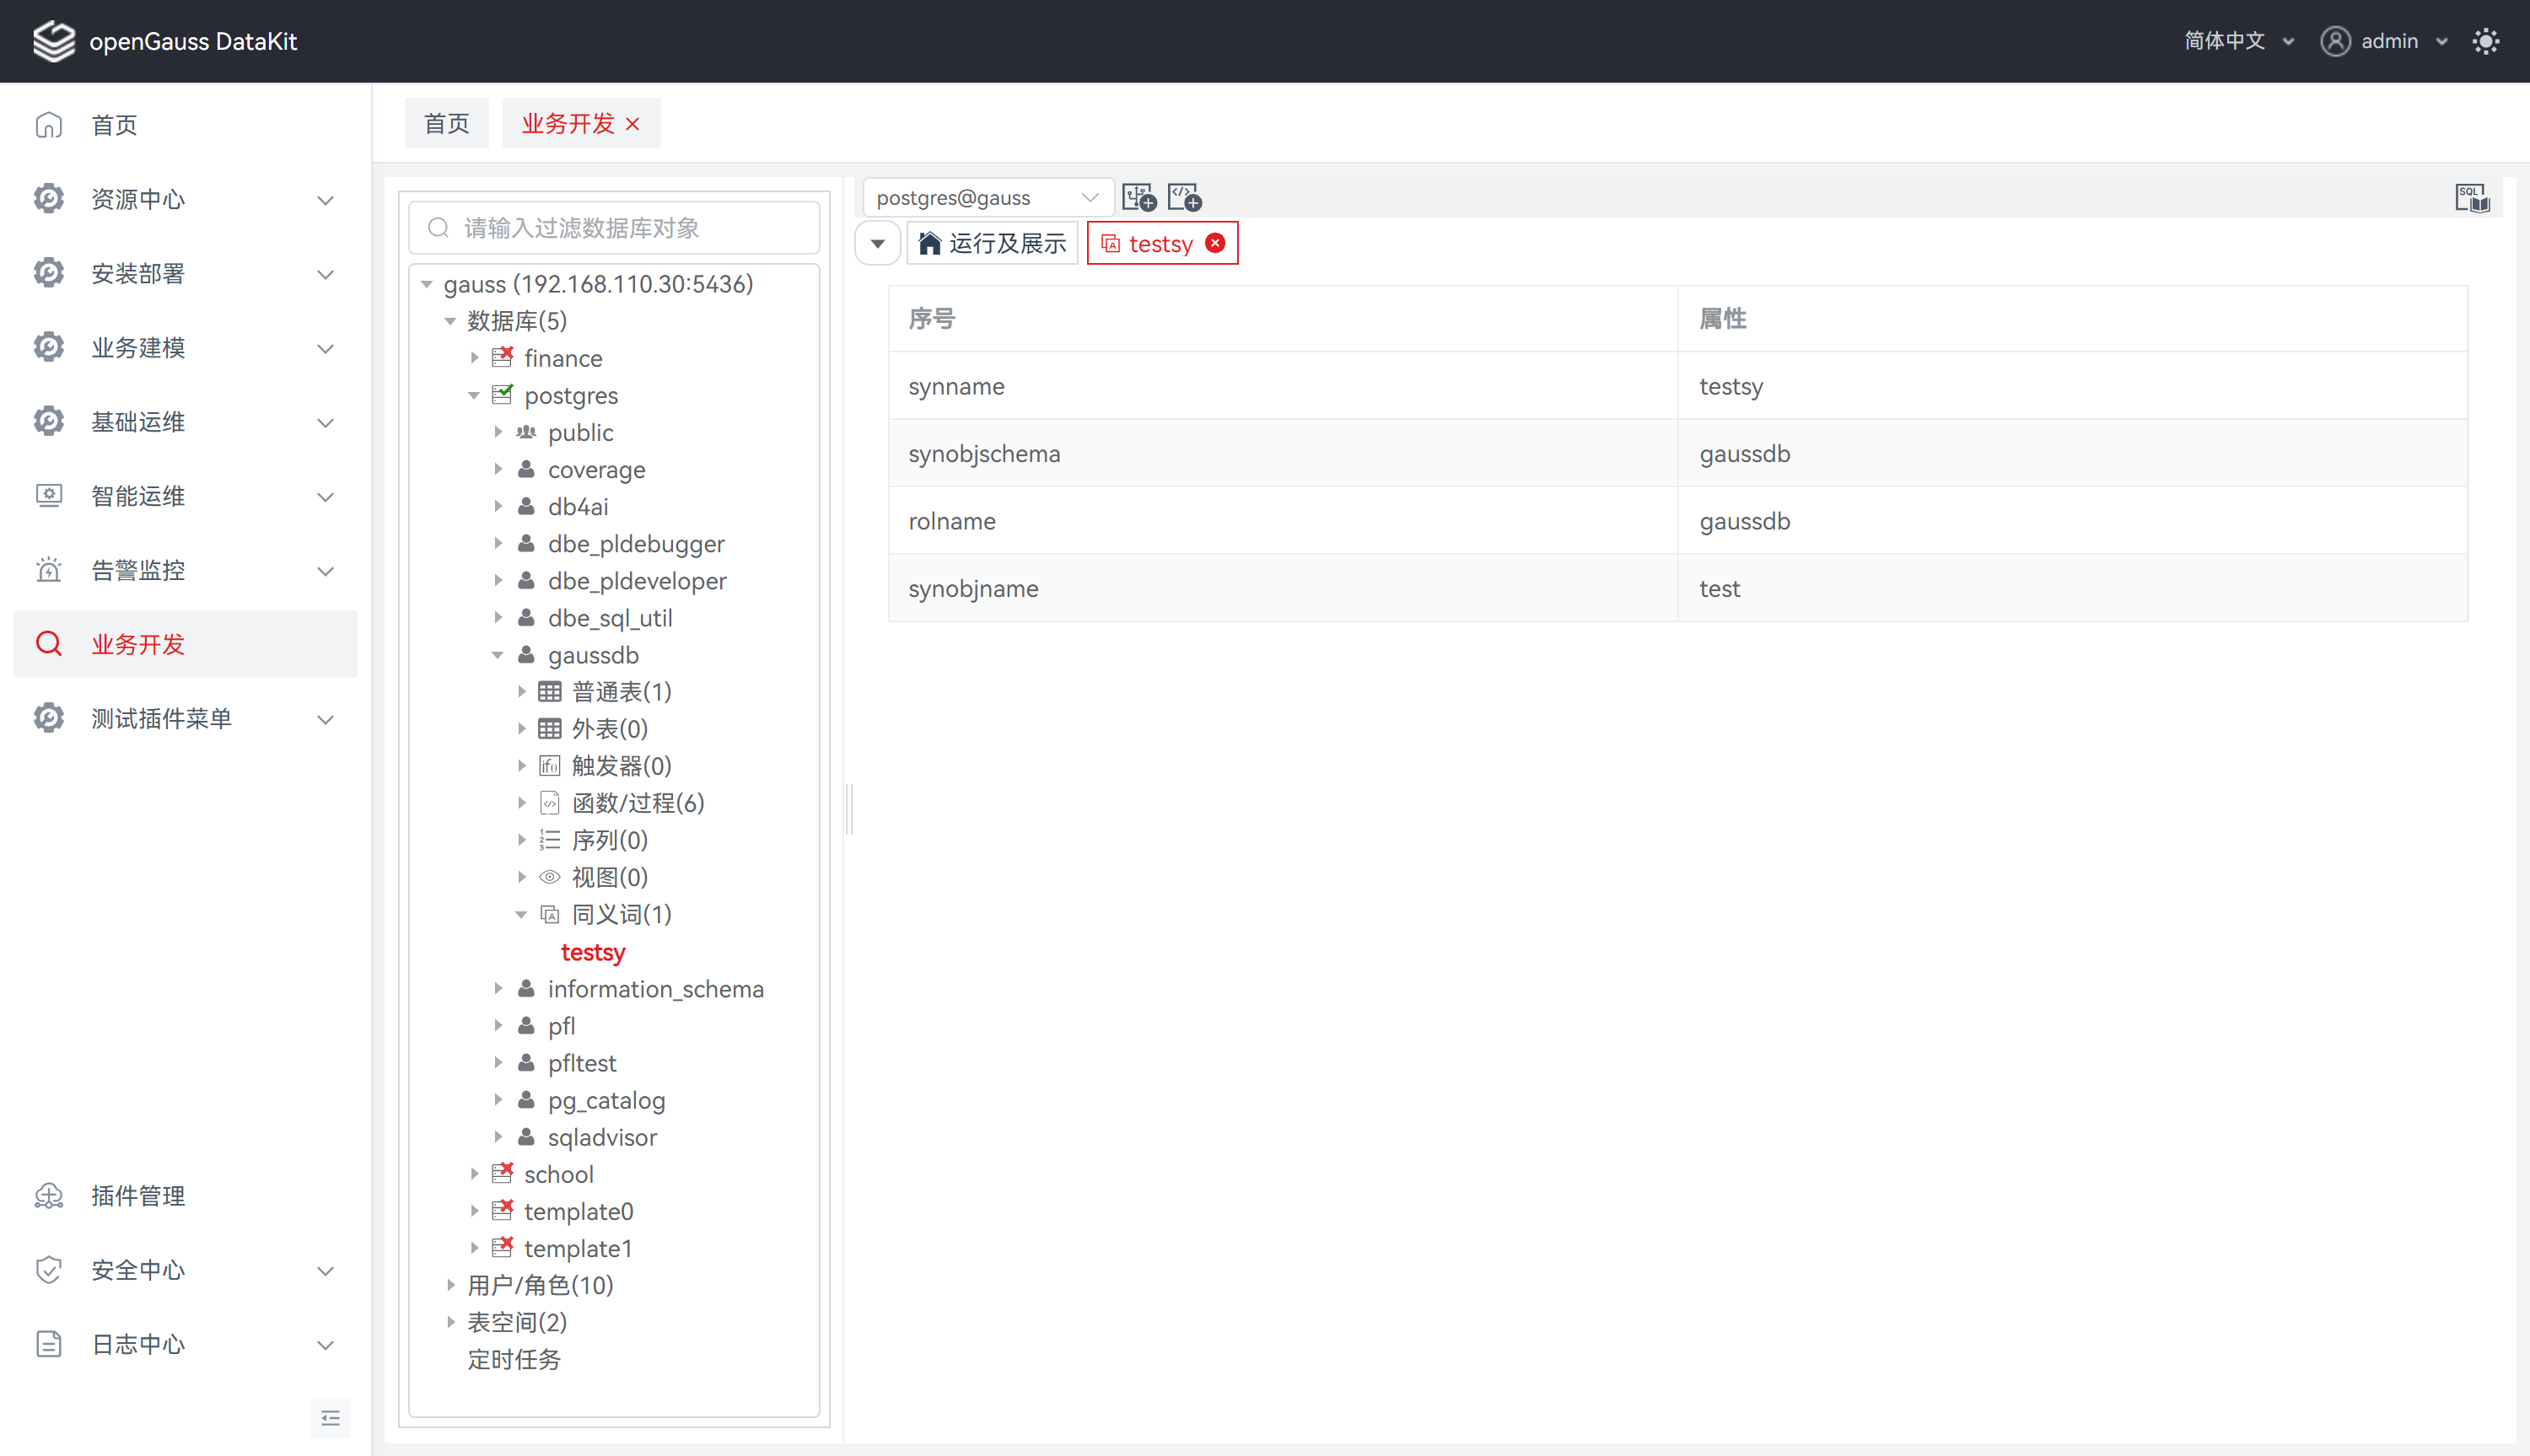 openGauss DataKit
简体中文
admin
首页
资源中心
安装部署
业务建模
基础运维
智能运维
告警监控
业务开发
测试插件菜单
插件管理
安全中心
日志中心
首页
业务开发
请输入过滤数据库对象
gauss (192.168.110.30:5436)
数据库(5)
finance
postgres
public
coverage
db4ai
dbe_pldebugger
dbe_pldeveloper
dbe_sql_util
gaussdb
普通表(1)
外表(0)
触发器(0)
函数/过程(6)
序列(0)
视图(0)
同义词(1)
testsy
information_schema
pfl
pfltest
pg_catalog
sqladvisor
school
template0
template1
用户/角色(10)
表空间(2)
定时任务
postgres@gauss
SQL
运行及展示
testsy
序号 属性
synname testsy
synobjschema gaussdb
rolname gaussdb
synobjname test